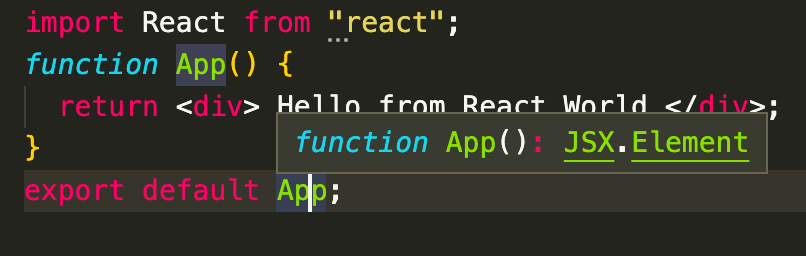 import React from "react";
function App() {
return <div> Hello from React World </div>;
}
function App(): JSX.Element
export default App;